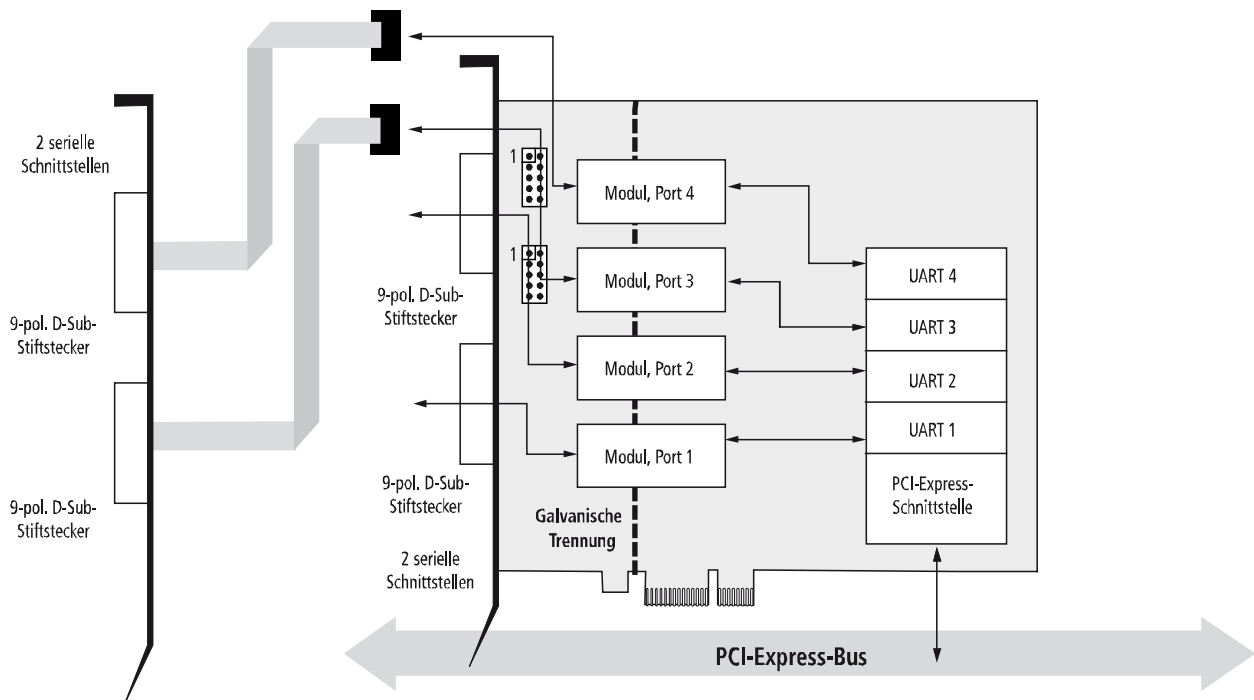 2 serielle
Schnittstellen
9-pol. D-Sub-
Stiftstecker
9-pol. D-Sub-
Stiftstecker
9-pol. D-Sub-
Stiftstecker
9-pol. D-Sub-
Stiftstecker
2 serielle
Schnittstellen
1
1
Modul, Port 4
Modul, Port 3
Modul, Port 2
Modul, Port 1
Galvanische
Trennung
UART 4
UART 3
UART 2
UART 1
PCI-Express-
Schnittstelle
PCI-Express-Bus